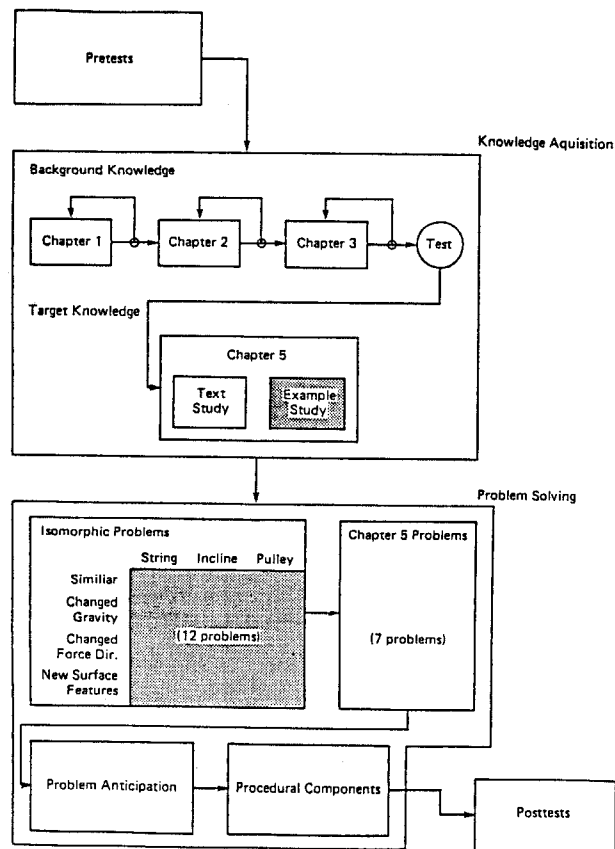 Pretests
Knowledge Aquisition
Background Knowledge
Chapter 1
Chapter 2
Chapter 3
Test
Target Knowledge
Chapter 5
Text
Study
Example
Study
Problem Solving
Isomorphic Problems
String Incline Pulley
Similiar
Changed
Gravity
Changed
Force Dir.
New Surface
Features
(12 problems)
Chapter 5 Problems
(7 problems)
Problem Anticipation
Procedural Components
Posttests